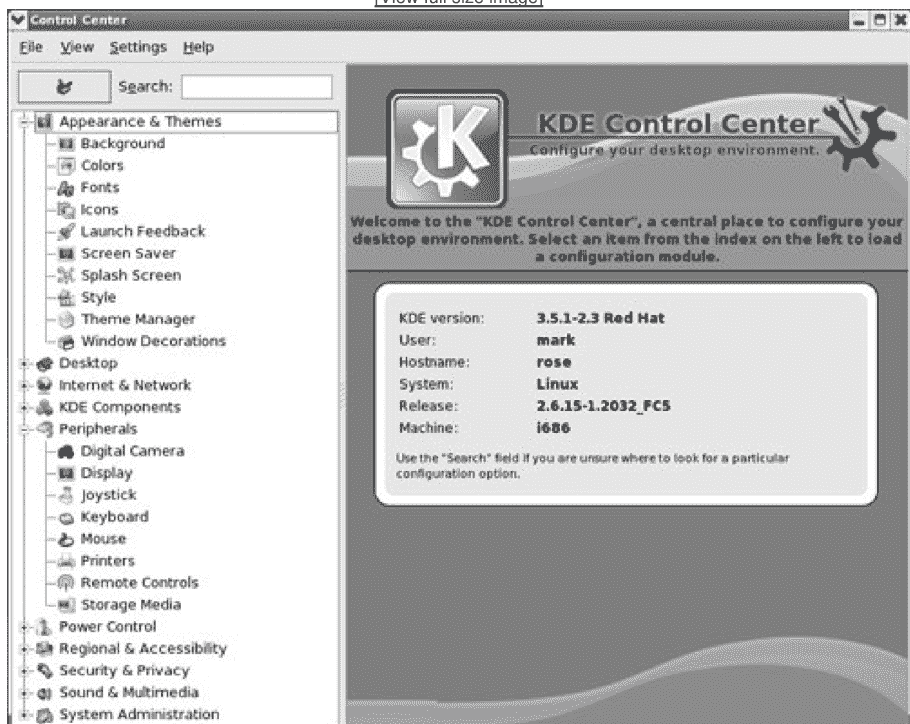 [View full size image]
Control Center
File View Settings Help
Search:
Appearance & Themes
Background
Colors
Fonts
Icons
Launch Feedback
Screen Saver
Splash Screen
Style
Theme Manager
Window Decorations
Desktop
Internet & Network
KDE Components
Peripherals
Digital Camera
Display
Joystick
Keyboard
Mouse
Printers
Remote Controls
Storage Media
Power Control
Regional & Accessibility
Security & Privacy
Sound & Multimedia
System Administration
K
KDE Control Center
Configure your desktop environment.
Welcome to the "KDE Control Center", a central place to configure your
desktop environment. Select an item from the index on the left to load
a configuration module.
KDE version: 3.5.1-2.3 Red Hat
User: mark
Hostname: rose
System: Linux
Release: 2.6.15-1.2032_FC5
Machine: i686
Use the "Search" field if you are unsure where to look for a particular
configuration option.